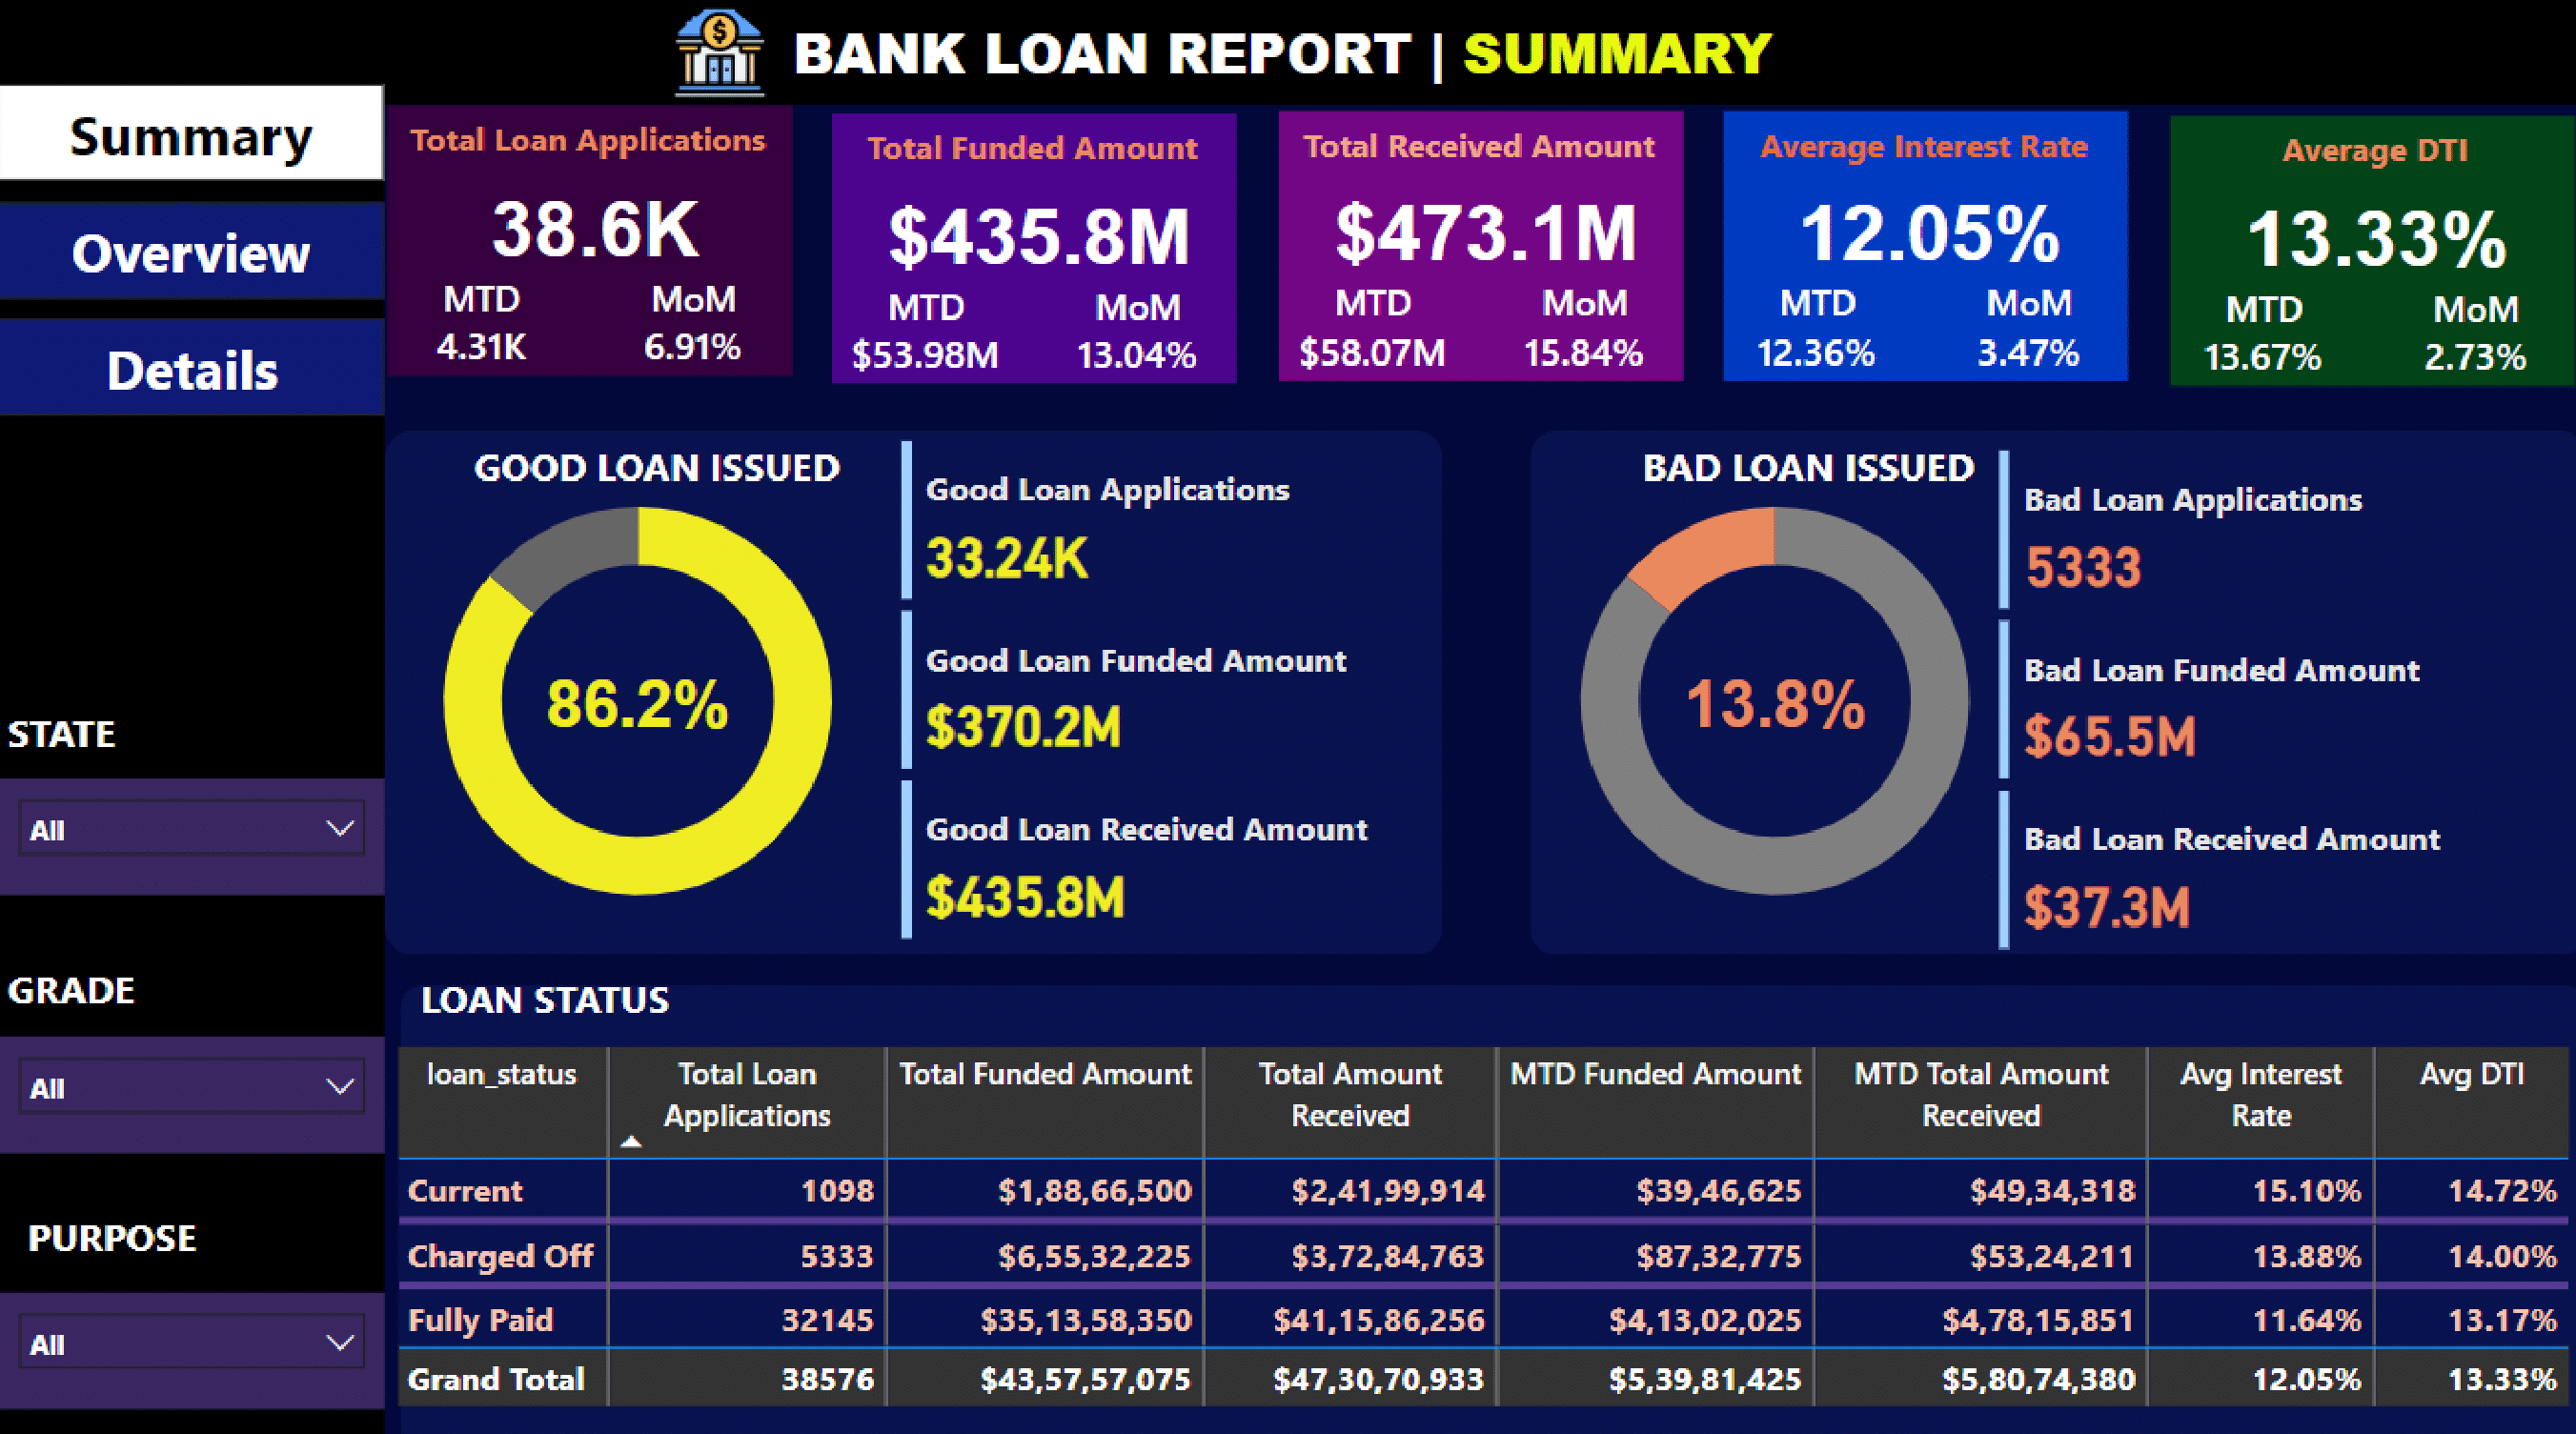 $
BANK LOAN REPORT | SUMMARY
Summary
Overview
Details
Total Loan Applications
38.6K
MTD MoM
4.31K 6.91%
Total Funded Amount
$435.8M
MTD MoM
$53.98M 13.04%
Total Received Amount
$473.1M
MTD MoM
$58.07M 15.84%
Average Interest Rate
12.05%
MTD MoM
12.36% 3.47%
Average DTI
13.33%
MTD MoM
13.67% 2.73%
STATE
All
GRADE
All
PURPOSE
All
GOOD LOAN ISSUED
86.2%
Good Loan Applications
33.24K
Good Loan Funded Amount
$370.2M
Good Loan Received Amount
$435.8M
BAD LOAN ISSUED
13.8%
Bad Loan Applications
5333
Bad Loan Funded Amount
$65.5M
Bad Loan Received Amount
$37.3M
LOAN STATUS
loan_status Total Loan Applications Total Funded Amount Total Amount Received MTD Funded Amount MTD Total Amount Received Avg Interest Rate Avg DTI
Current 1098 $1,88,66,500 $2,41,99,914 $39,46,625 $49,34,318 15.10% 14.72%
Charged Off 5333 $6,55,32,225 $3,72,84,763 $87,32,775 $53,24,211 13.88% 14.00%
Fully Paid 32145 $35,13,58,350 $41,15,86,256 $4,13,02,025 $4,78,15,851 11.64% 13.17%
Grand Total 38576 $43,57,57,075 $47,30,70,933 $5,39,81,425 $5,80,74,380 12.05% 13.33%